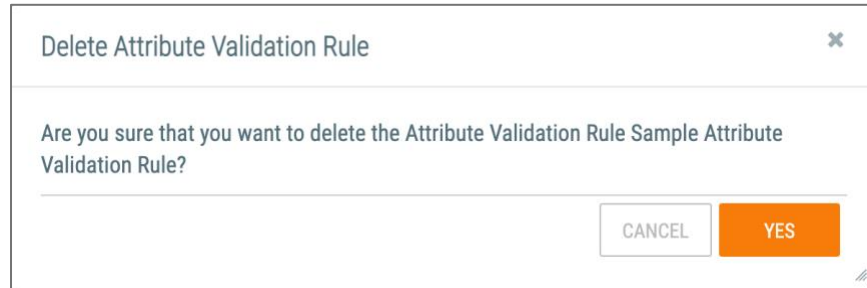 Delete Attribute Validation Rule
Are you sure that you want to delete the Attribute Validation Rule Sample Attribute
Validation Rule?
CANCEL
YES